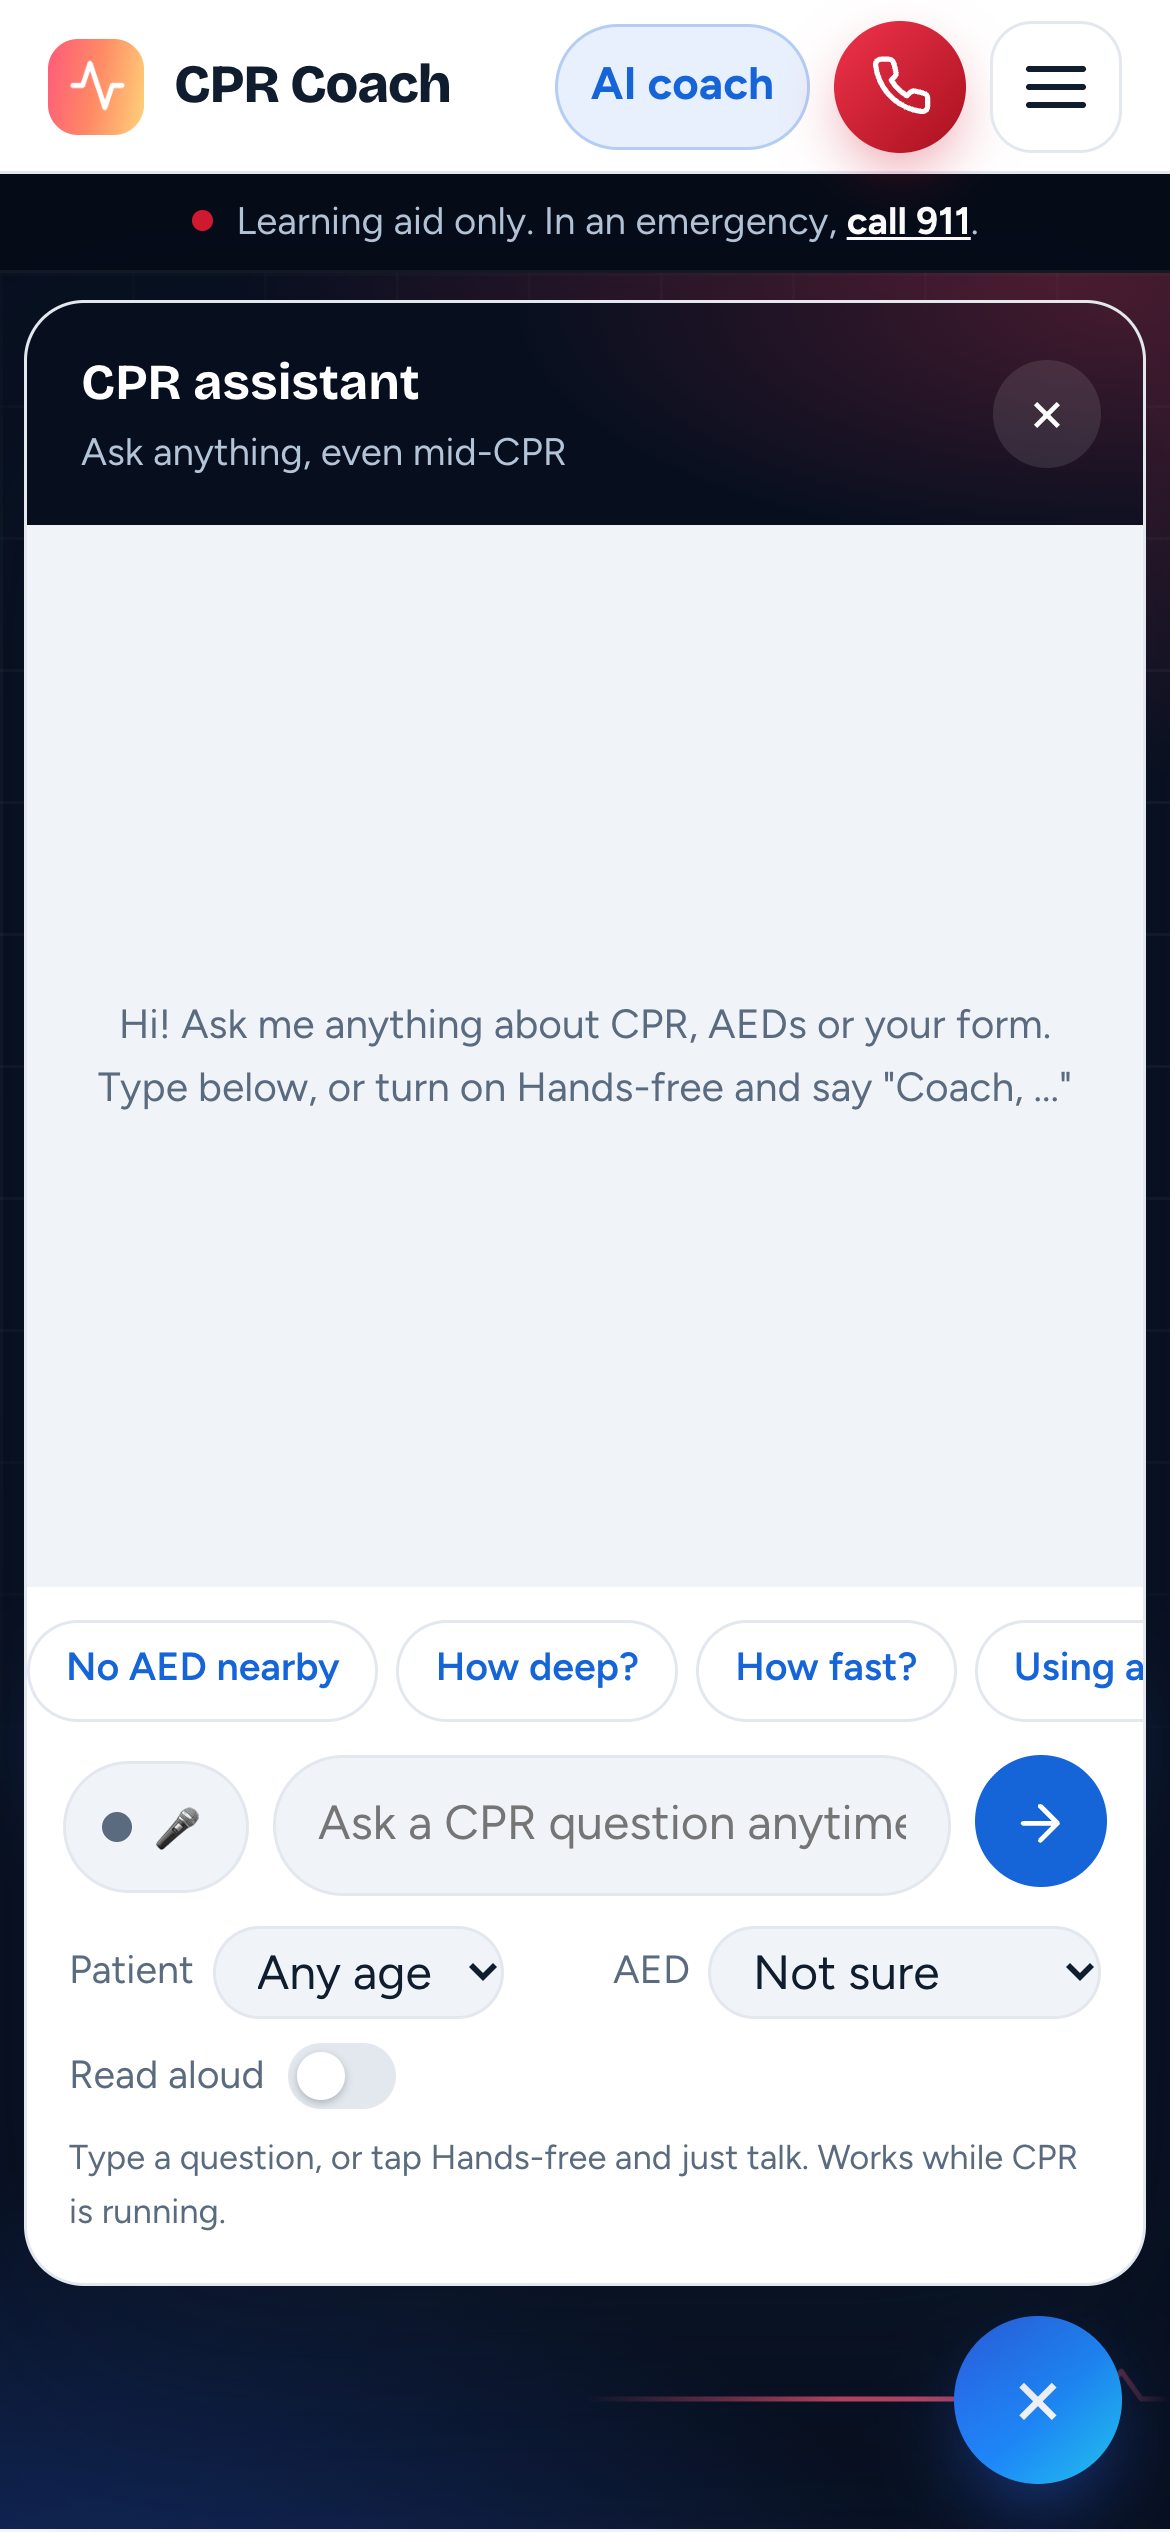 CPR Coach
AI coach
Learning aid only. In an emergency, call 911.
CPR assistant
Ask anything, even mid-CPR
Hi! Ask me anything about CPR, AEDs or your form.
Type below, or turn on Hands-free and say "Coach, ..."
No AED nearby
How deep?
How fast?
Using a
Ask a CPR question anytime
Patient
Any age
AED
Not sure
Read aloud
Type a question, or tap Hands-free and just talk. Works while CPR
is running.